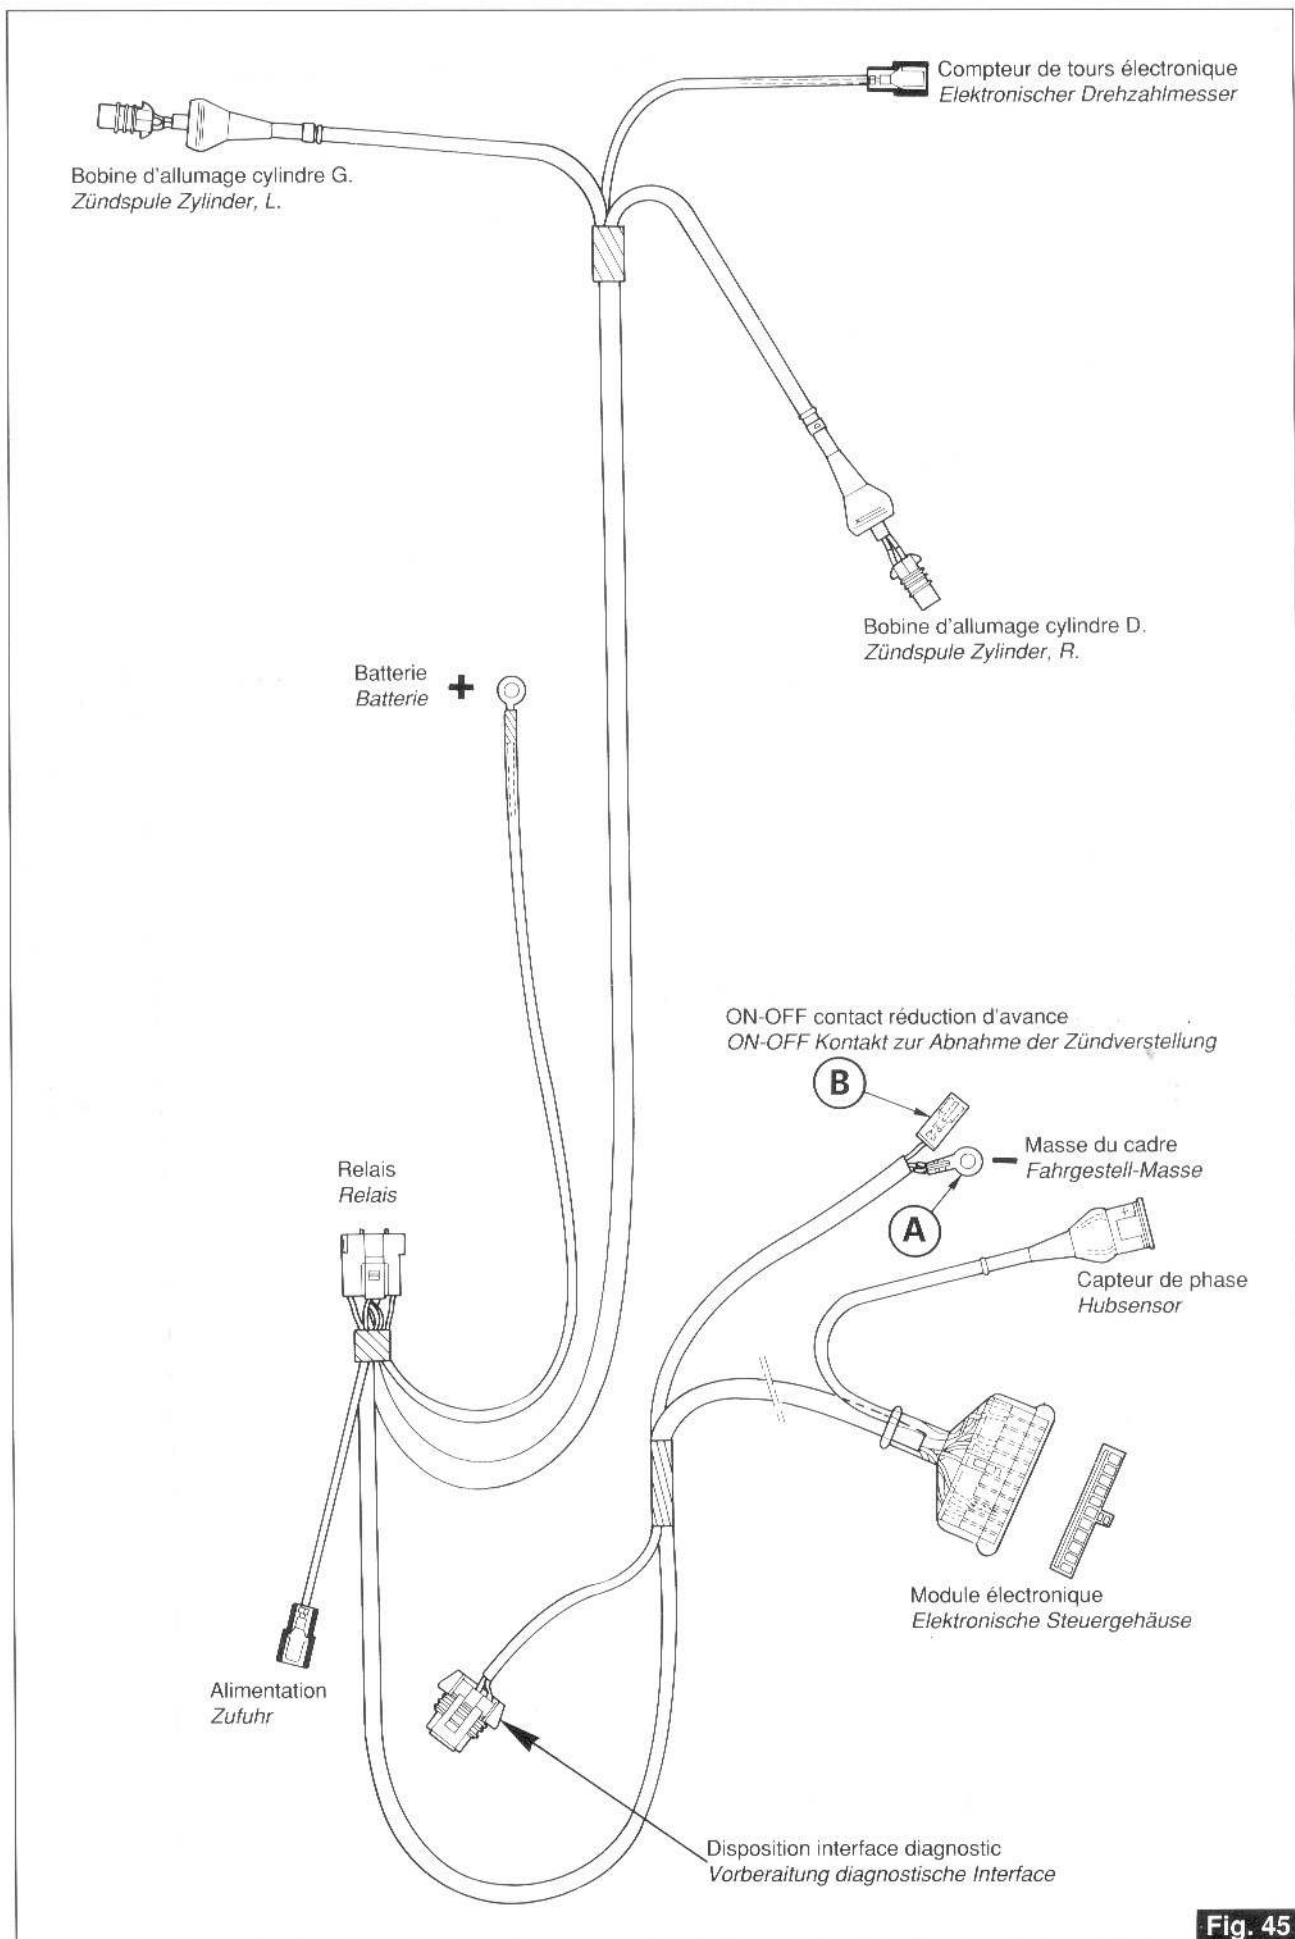 Compteur de tours électronique
Elektronischer Drehzahlmesser
Bobine d'allumage cylindre G.
Zündspule Zylinder, L.
Bobine d'allumage cylindre D.
Zündspule Zylinder, R.
Batterie
Batterie
+
ON-OFF contact réduction d'avance
ON-OFF Kontakt zur Abnahme der Zündverstellung
B
Masse du cadre
Fahrgestell-Masse
−
A
Relais
Relais
Capteur de phase
Hubsensor
Module électronique
Elektronische Steuergehäuse
Alimentation
Zufuhr
Disposition interface diagnostic
Vorberaitung diagnostische Interface
Fig. 45